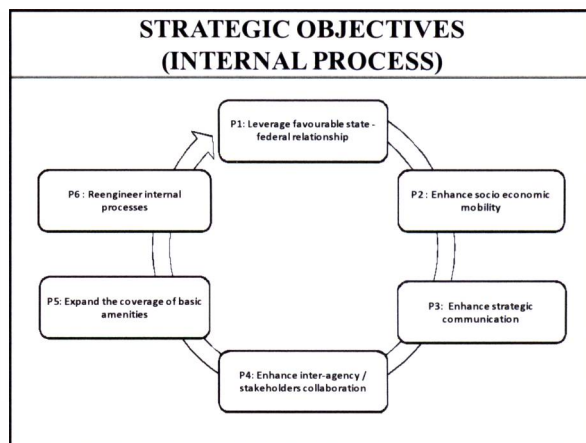 STRATEGIC OBJECTIVES
(INTERNAL PROCESS)
P1: Leverage favourable state -
federal relationship
P2 : Enhance socio economic
mobility
P3: Enhance strategic
communication
P4: Enhance inter-agency /
stakeholders collaboration
P5: Expand the coverage of basic
amenities
P6 : Reengineer internal
processes